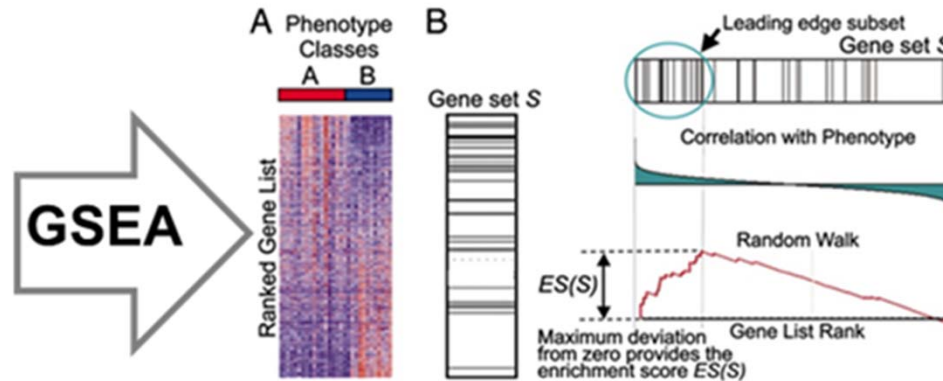 GSEA
A
Phenotype
Classes
A B
Ranked Gene List
B
Gene set S
Leading edge subset
Gene set S
Correlation with Phenotype
Random Walk
ES(S)
Gene List Rank
Maximum deviation
from zero provides the
enrichment score ES(S)